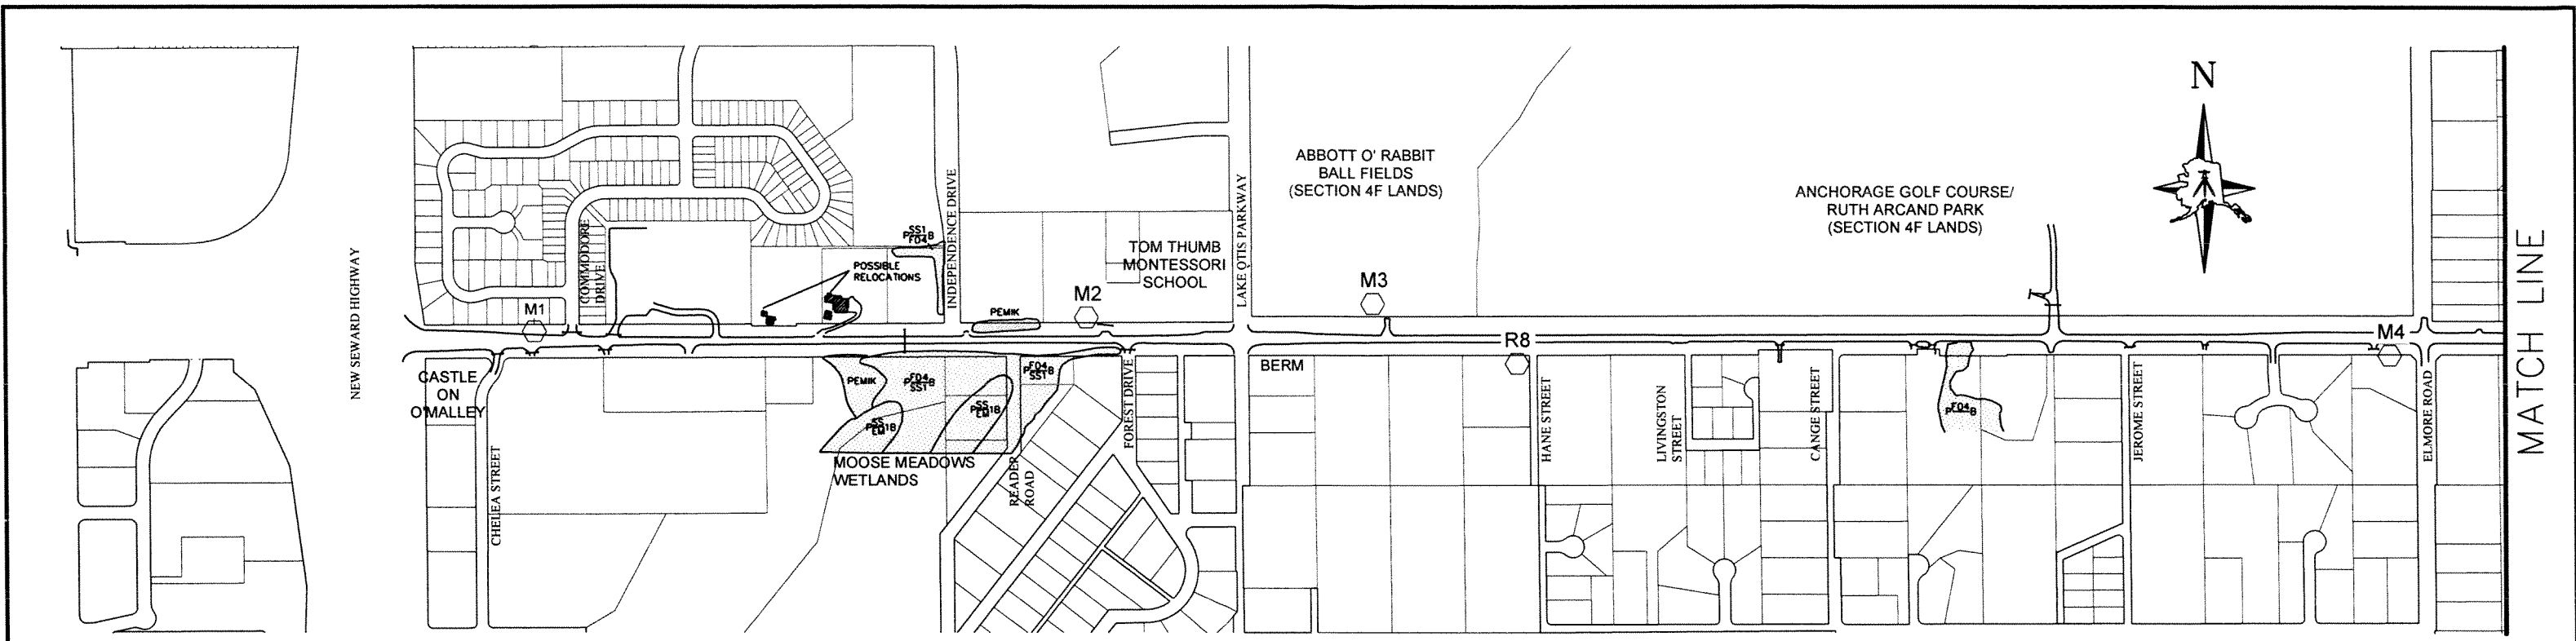 N
ABBOTT O' RABBIT
BALL FIELDS
(SECTION 4F LANDS)
ANCHORAGE GOLF COURSE/
RUTH ARCAND PARK
(SECTION 4F LANDS)
NEW SEWARD HIGHWAY
COMMODORE
DRIVE
INDEPENDENCE DRIVE
LAKE OTIS PARKWAY
TOM THUMB
MONTESSORI
SCHOOL
POSSIBLE
RELOCATIONS
PEMIK
M1
M2
M3
R8
M4
MATCH LINE
CASTLE
ON
O'MALLEY
CHELEA STREET
PEMIK
MOOSE MEADOWS
WETLANDS
READER
ROAD
FOREST DRIVE
BERM
HANE STREET
LIVINGSTON
STREET
CANGE STREET
JEROME STREET
ELMORE ROAD